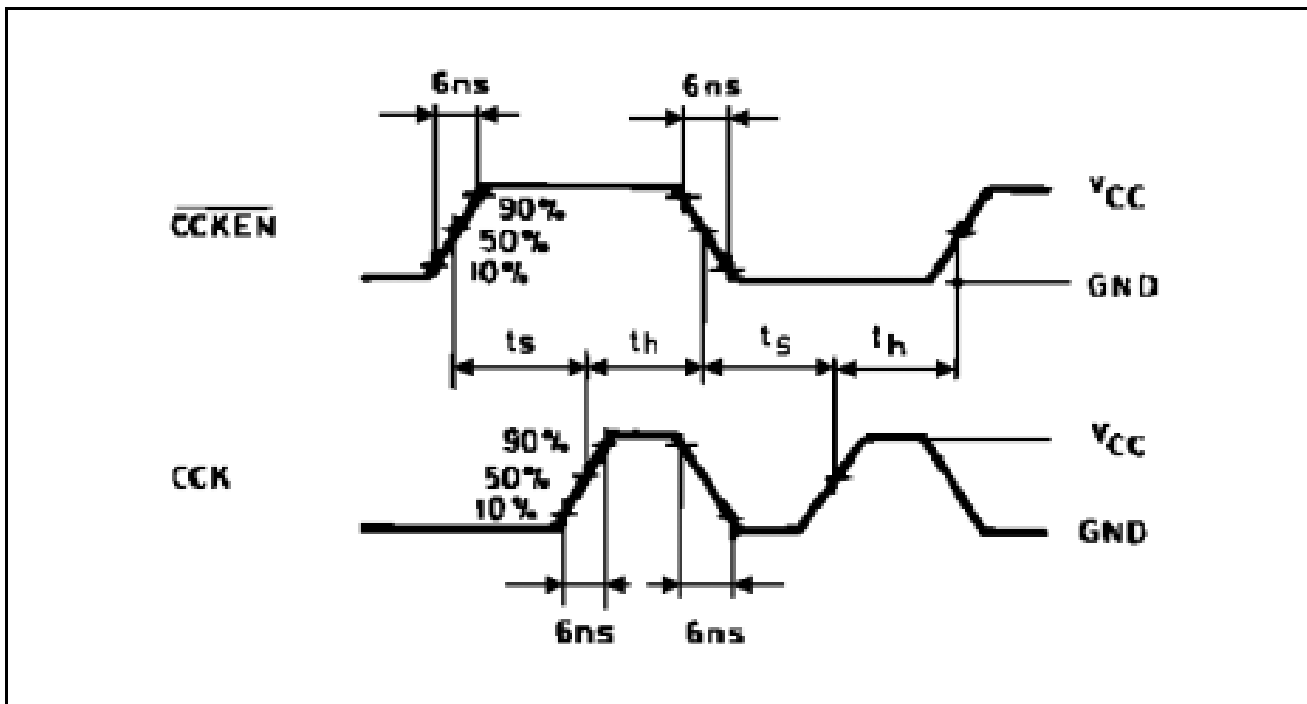 6ns 6ns
C̅C̅K̅E̅N̅ 90% VCC
50%
10% GND
ts th ts th
90% VCC
CCK 50%
10% GND
6ns 6ns